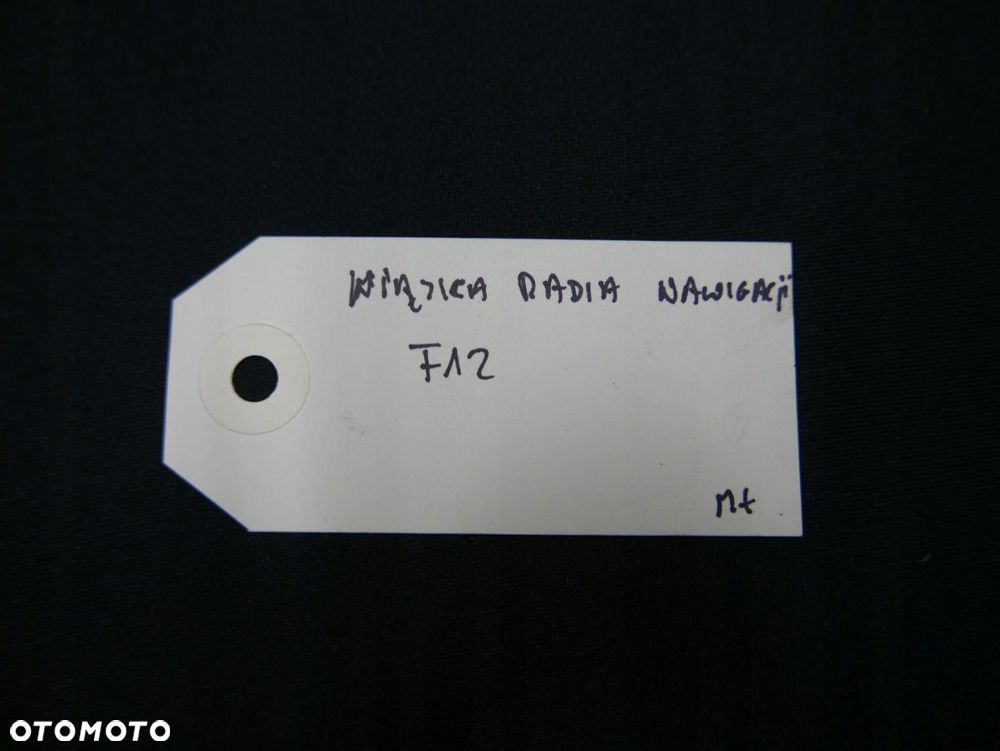 WIĄZKA RADIA NAWIGACJI
F12
Mt
OTOMOTO